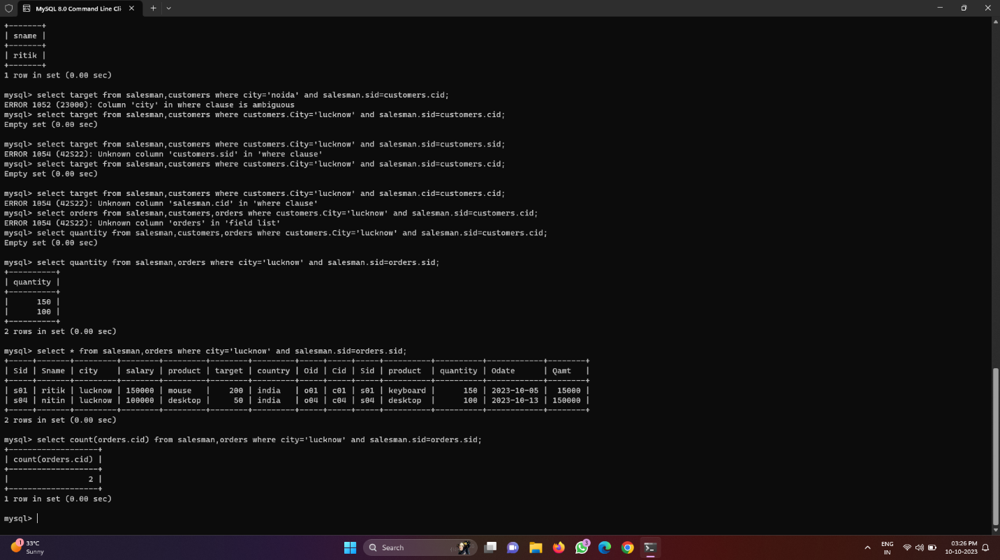 MySQL 8.0 Command Line Cli
+-------+
| sname |
+-------+
| ritik |
+-------+
1 row in set (0.00 sec)
mysql> select target from salesman,customers where city='noida' and salesman.sid=customers.cid;
ERROR 1052 (23000): Column 'city' in where clause is ambiguous
mysql> select target from salesman,customers where customers.City='lucknow' and salesman.sid=customers.cid;
Empty set (0.00 sec)
mysql> select target from salesman,customers where customers.City='lucknow' and salesman.sid=customers.sid;
ERROR 1054 (42S22): Unknown column 'customers.sid' in 'where clause'
mysql> select target from salesman,customers where customers.City='lucknow' and salesman.sid=customers.cid;
Empty set (0.00 sec)
mysql> select target from salesman,customers where customers.City='lucknow' and salesman.cid=customers.cid;
ERROR 1054 (42S22): Unknown column 'salesman.cid' in 'where clause'
mysql> select orders from salesman,customers,orders where customers.City='lucknow' and salesman.sid=customers.cid;
ERROR 1054 (42S22): Unknown column 'orders' in 'field list'
mysql> select quantity from salesman,customers,orders where customers.City='lucknow' and salesman.sid=customers.cid;
Empty set (0.00 sec)
mysql> select quantity from salesman,orders where city='lucknow' and salesman.sid=orders.sid;
+----------+
| quantity |
+----------+
|      150 |
|      100 |
+----------+
2 rows in set (0.00 sec)
mysql> select * from salesman,orders where city='lucknow' and salesman.sid=orders.sid;
+-----+-------+---------+--------+---------+--------+---------+-----+-----+-----+----------+----------+------------+--------+
| Sid | Sname | city    | salary | product | target | country | Oid | Cid | Sid | product  | quantity | Odate      | Qamt   |
+-----+-------+---------+--------+---------+--------+---------+-----+-----+-----+----------+----------+------------+--------+
| s01 | ritik | lucknow | 150000 | mouse   |    200 | india   | o01 | c01 | s01 | keyboard |      150 | 2023-10-05 |  15000 |
| s04 | nitin | lucknow | 100000 | desktop |     50 | india   | o04 | c04 | s04 | desktop  |      100 | 2023-10-13 | 150000 |
+-----+-------+---------+--------+---------+--------+---------+-----+-----+-----+----------+----------+------------+--------+
2 rows in set (0.00 sec)
mysql> select count(orders.cid) from salesman,orders where city='lucknow' and salesman.sid=orders.sid;
+-------------------+
| count(orders.cid) |
+-------------------+
|                 2 |
+-------------------+
1 row in set (0.00 sec)
mysql>
1
33°C
Sunny
Search
3
ENG
IN
03:26 PM
10-10-2023